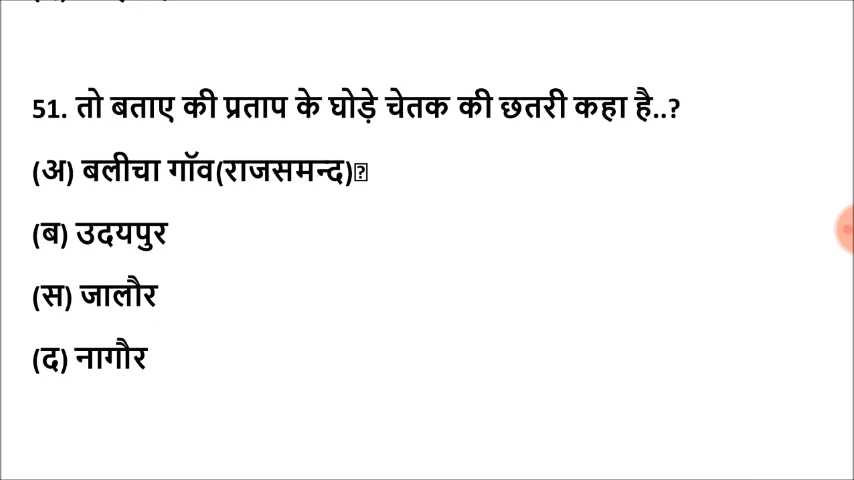 51. तो बताए की प्रताप के घोड़े चेतक की छतरी कहा है..?
(अ) बलीचा गाॅव(राजसमन्द)
(ब) उदयपुर
(स) जालौर
(द) नागौर